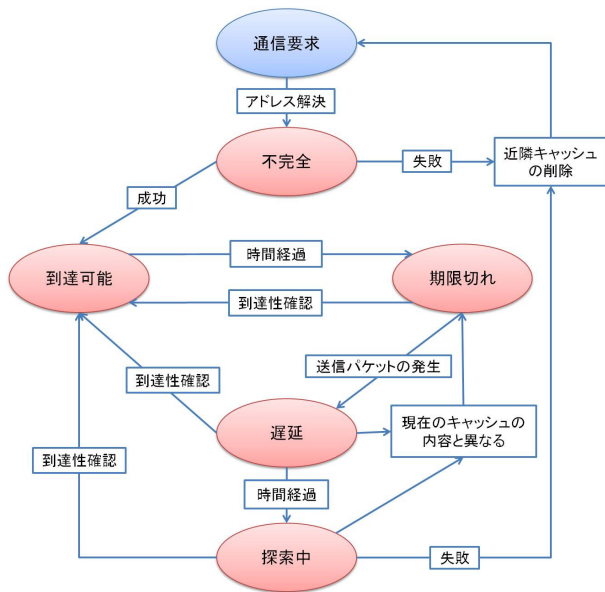 通信要求
アドレス解決
不完全
失敗
近隣キャッシュ
の削除
成功
到達可能
時間経過
期限切れ
到達性確認
送信パケットの発生
到達性確認
遅延
現在のキャッシュの
内容と異なる
到達性確認
時間経過
探索中
失敗